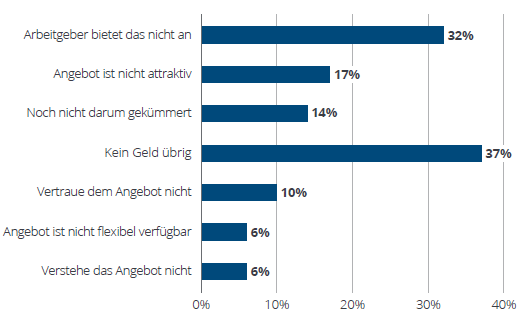 Arbeitgeber bietet das nicht an 32%
Angebot ist nicht attraktiv 17%
Noch nicht darum gekümmert 14%
Kein Geld übrig 37%
Vertraue dem Angebot nicht 10%
Angebot ist nicht flexibel verfügbar 6%
Verstehe das Angebot nicht 6%
0% 10% 20% 30% 40%